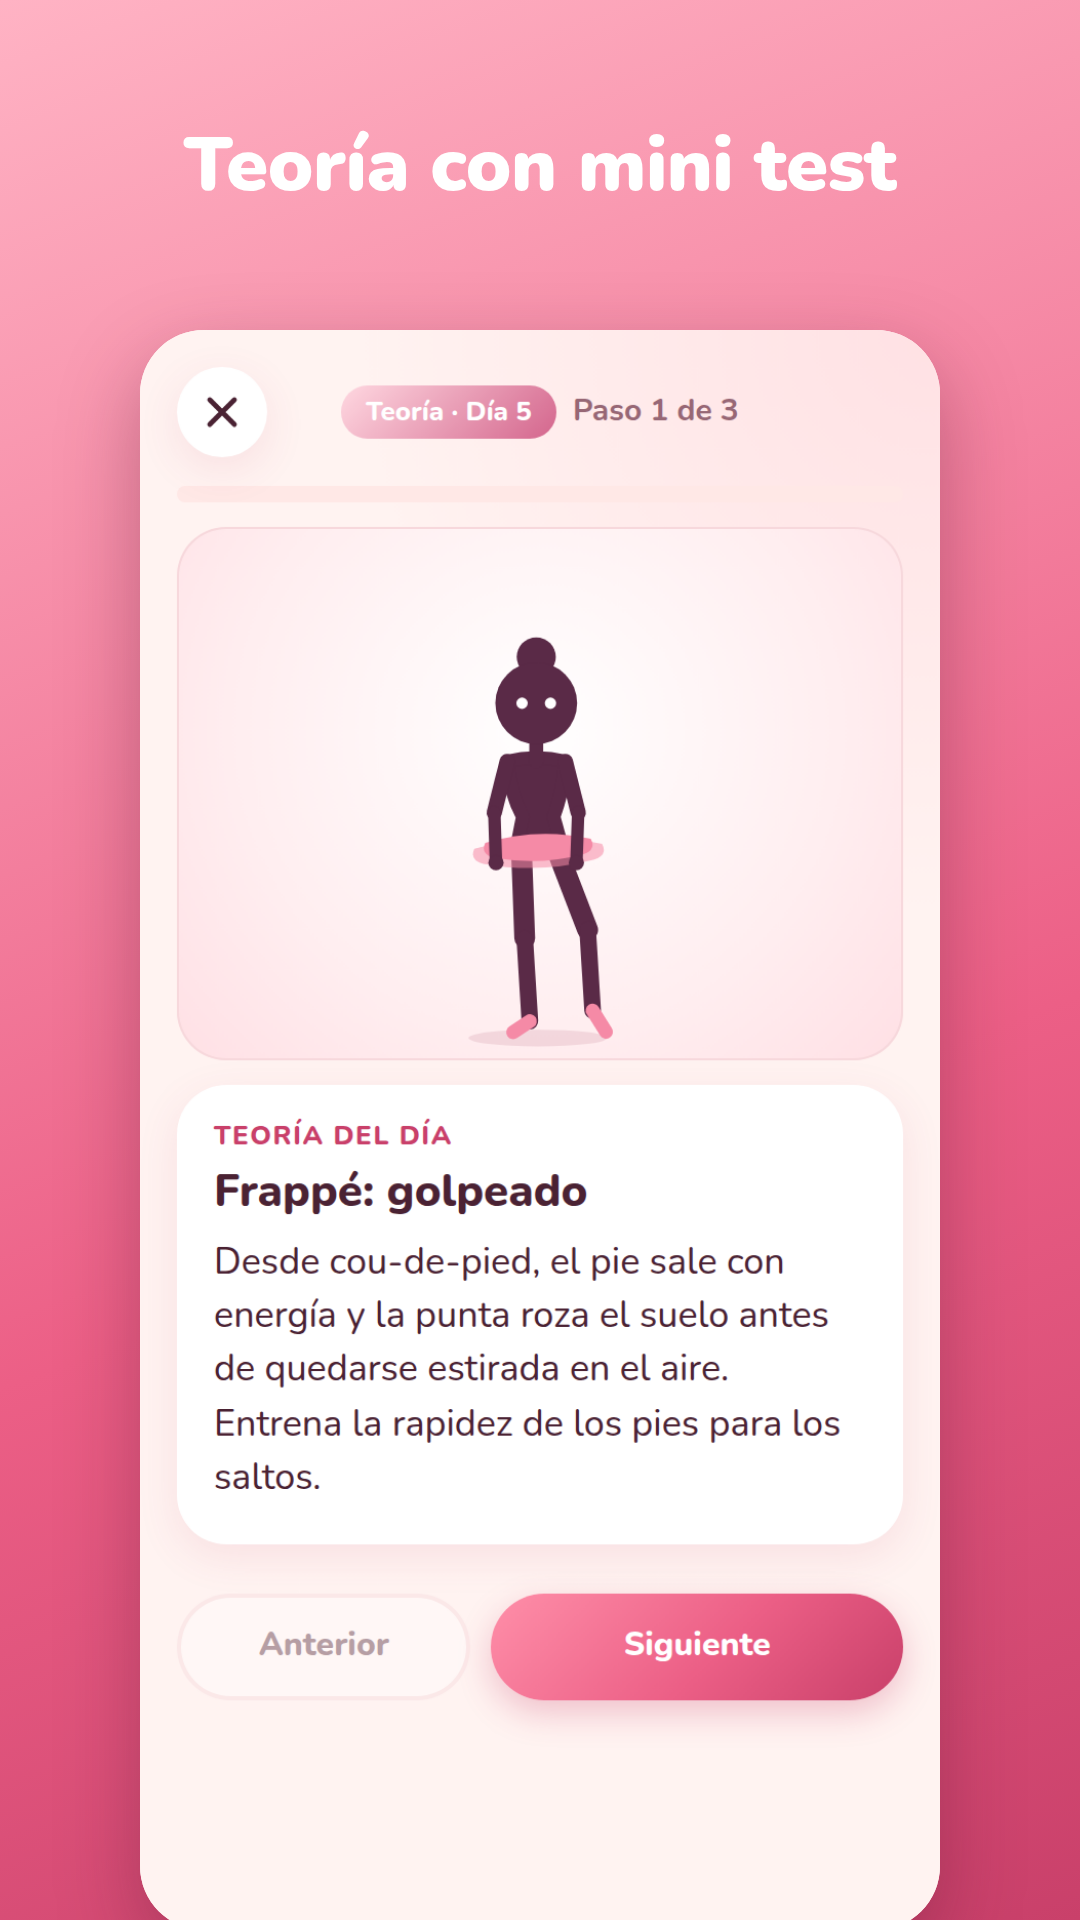 Teoría con mini test
Teoría · Día 5 Paso 1 de 3
TEORÍA DEL DÍA
Frappé: golpeado
Desde cou-de-pied, el pie sale con
energía y la punta roza el suelo antes
de quedarse estirada en el aire.
Entrena la rapidez de los pies para los
saltos.
Anterior Siguiente